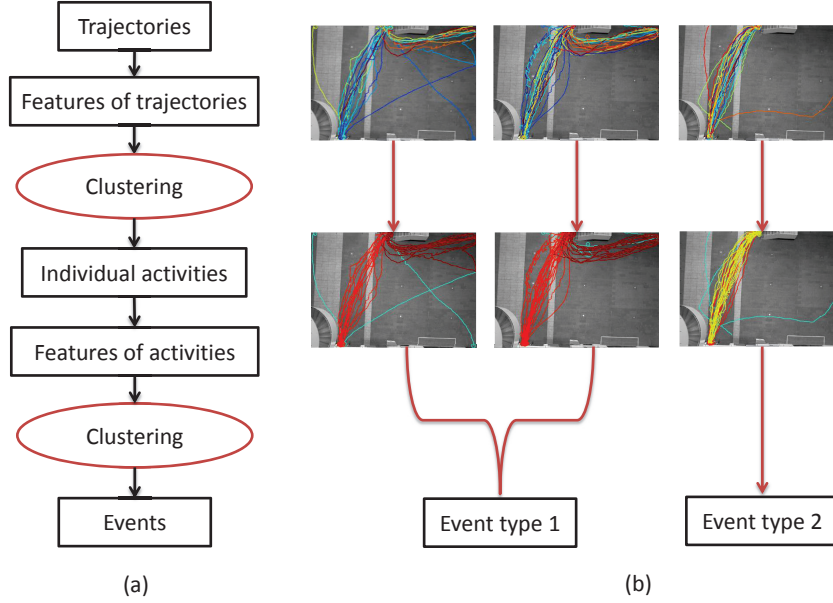 Trajectories
Features of trajectories
Clustering
Individual activities
Features of activities
Clustering
Events
(a)
Event type 1
Event type 2
(b)